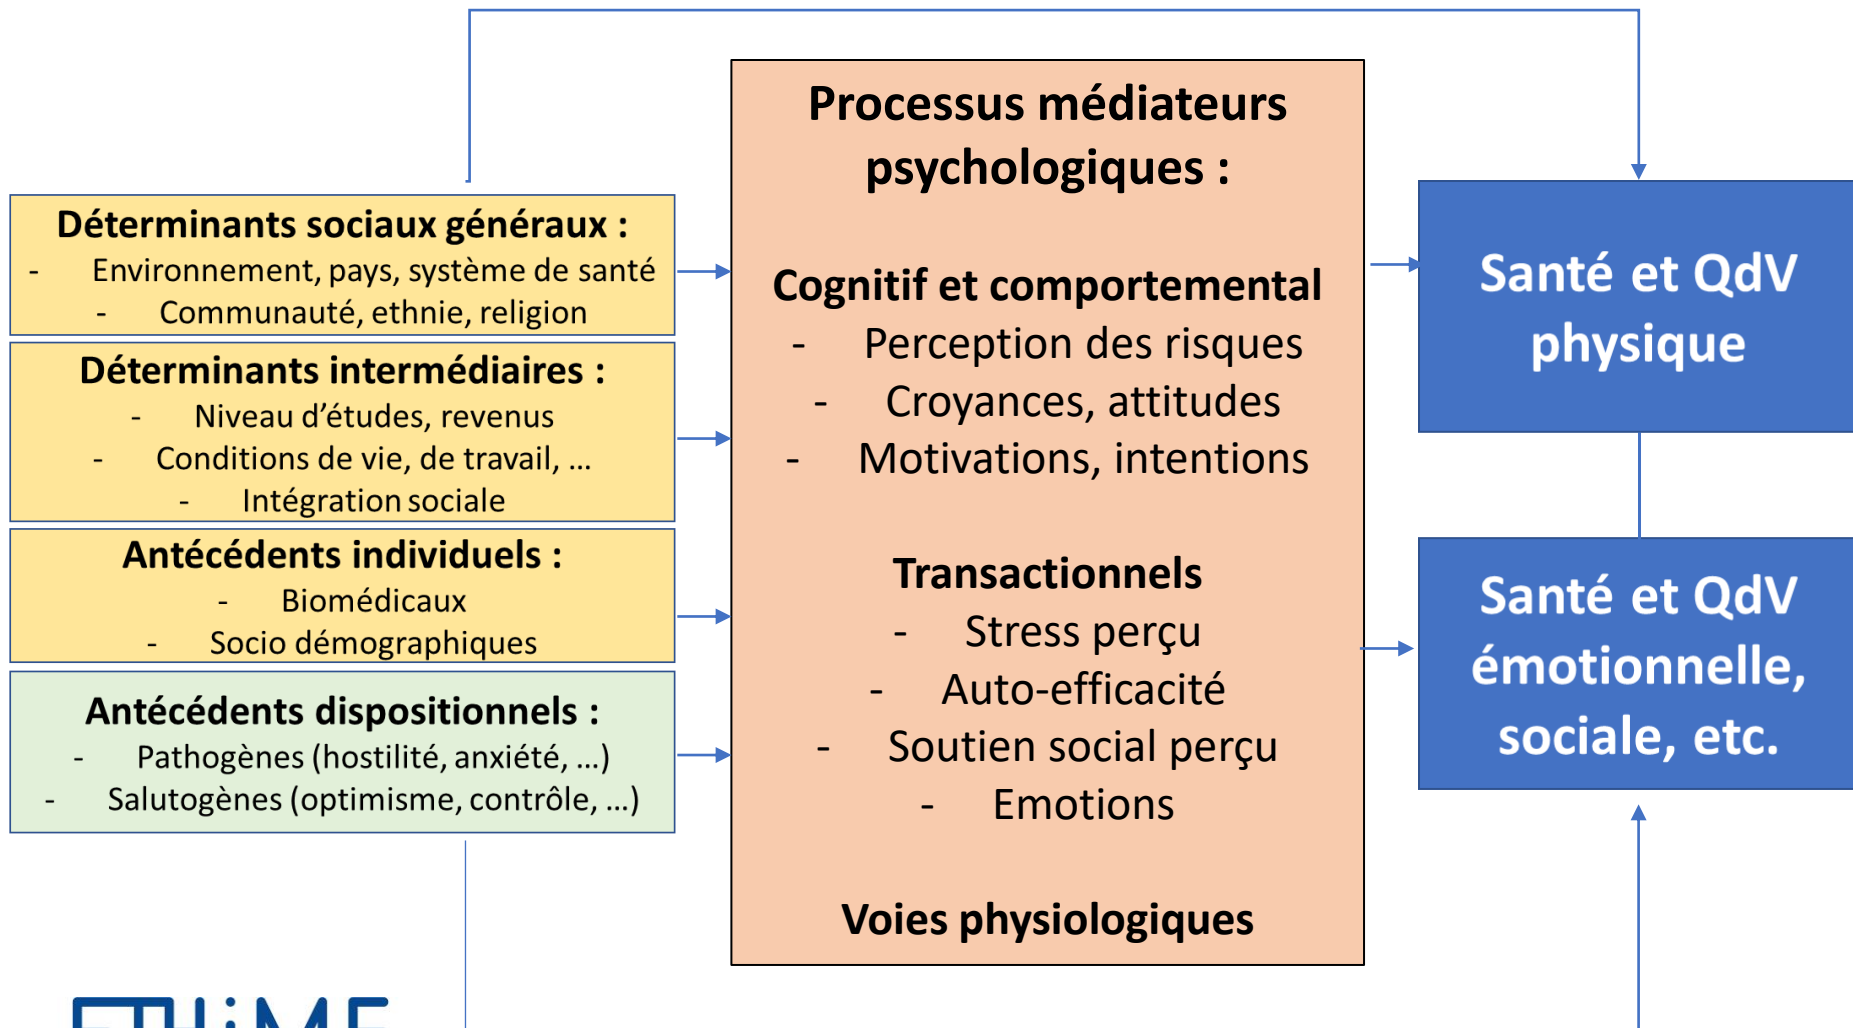 Déterminants sociaux généraux :
- Environnement, pays, système de santé
- Communauté, ethnie, religion
Déterminants intermédiaires :
- Niveau d’études, revenus
- Conditions de vie, de travail, …
- Intégration sociale
Antécédents individuels :
- Biomédicaux
- Socio démographiques
Antécédents dispositionnels :
- Pathogènes (hostilité, anxiété, …)
- Salutogènes (optimisme, contrôle, …)
Processus médiateurs
psychologiques :
Cognitif et comportemental
- Perception des risques
- Croyances, attitudes
- Motivations, intentions
Transactionnels
- Stress perçu
- Auto-efficacité
- Soutien social perçu
- Emotions
Voies physiologiques
Santé et QdV
physique
Santé et QdV
émotionnelle,
sociale, etc.